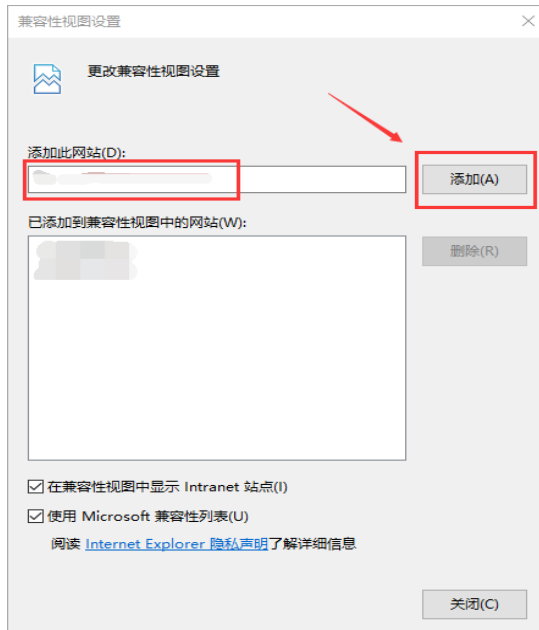 兼容性视图设置
更改兼容性视图设置
添加此网站(D):
添加(A)
已添加到兼容性视图中的网站(W):
删除(R)
在兼容性视图中显示 Intranet 站点(I)
使用 Microsoft 兼容性列表(U)
阅读 Internet Explorer 隐私声明了解详细信息
关闭(C)